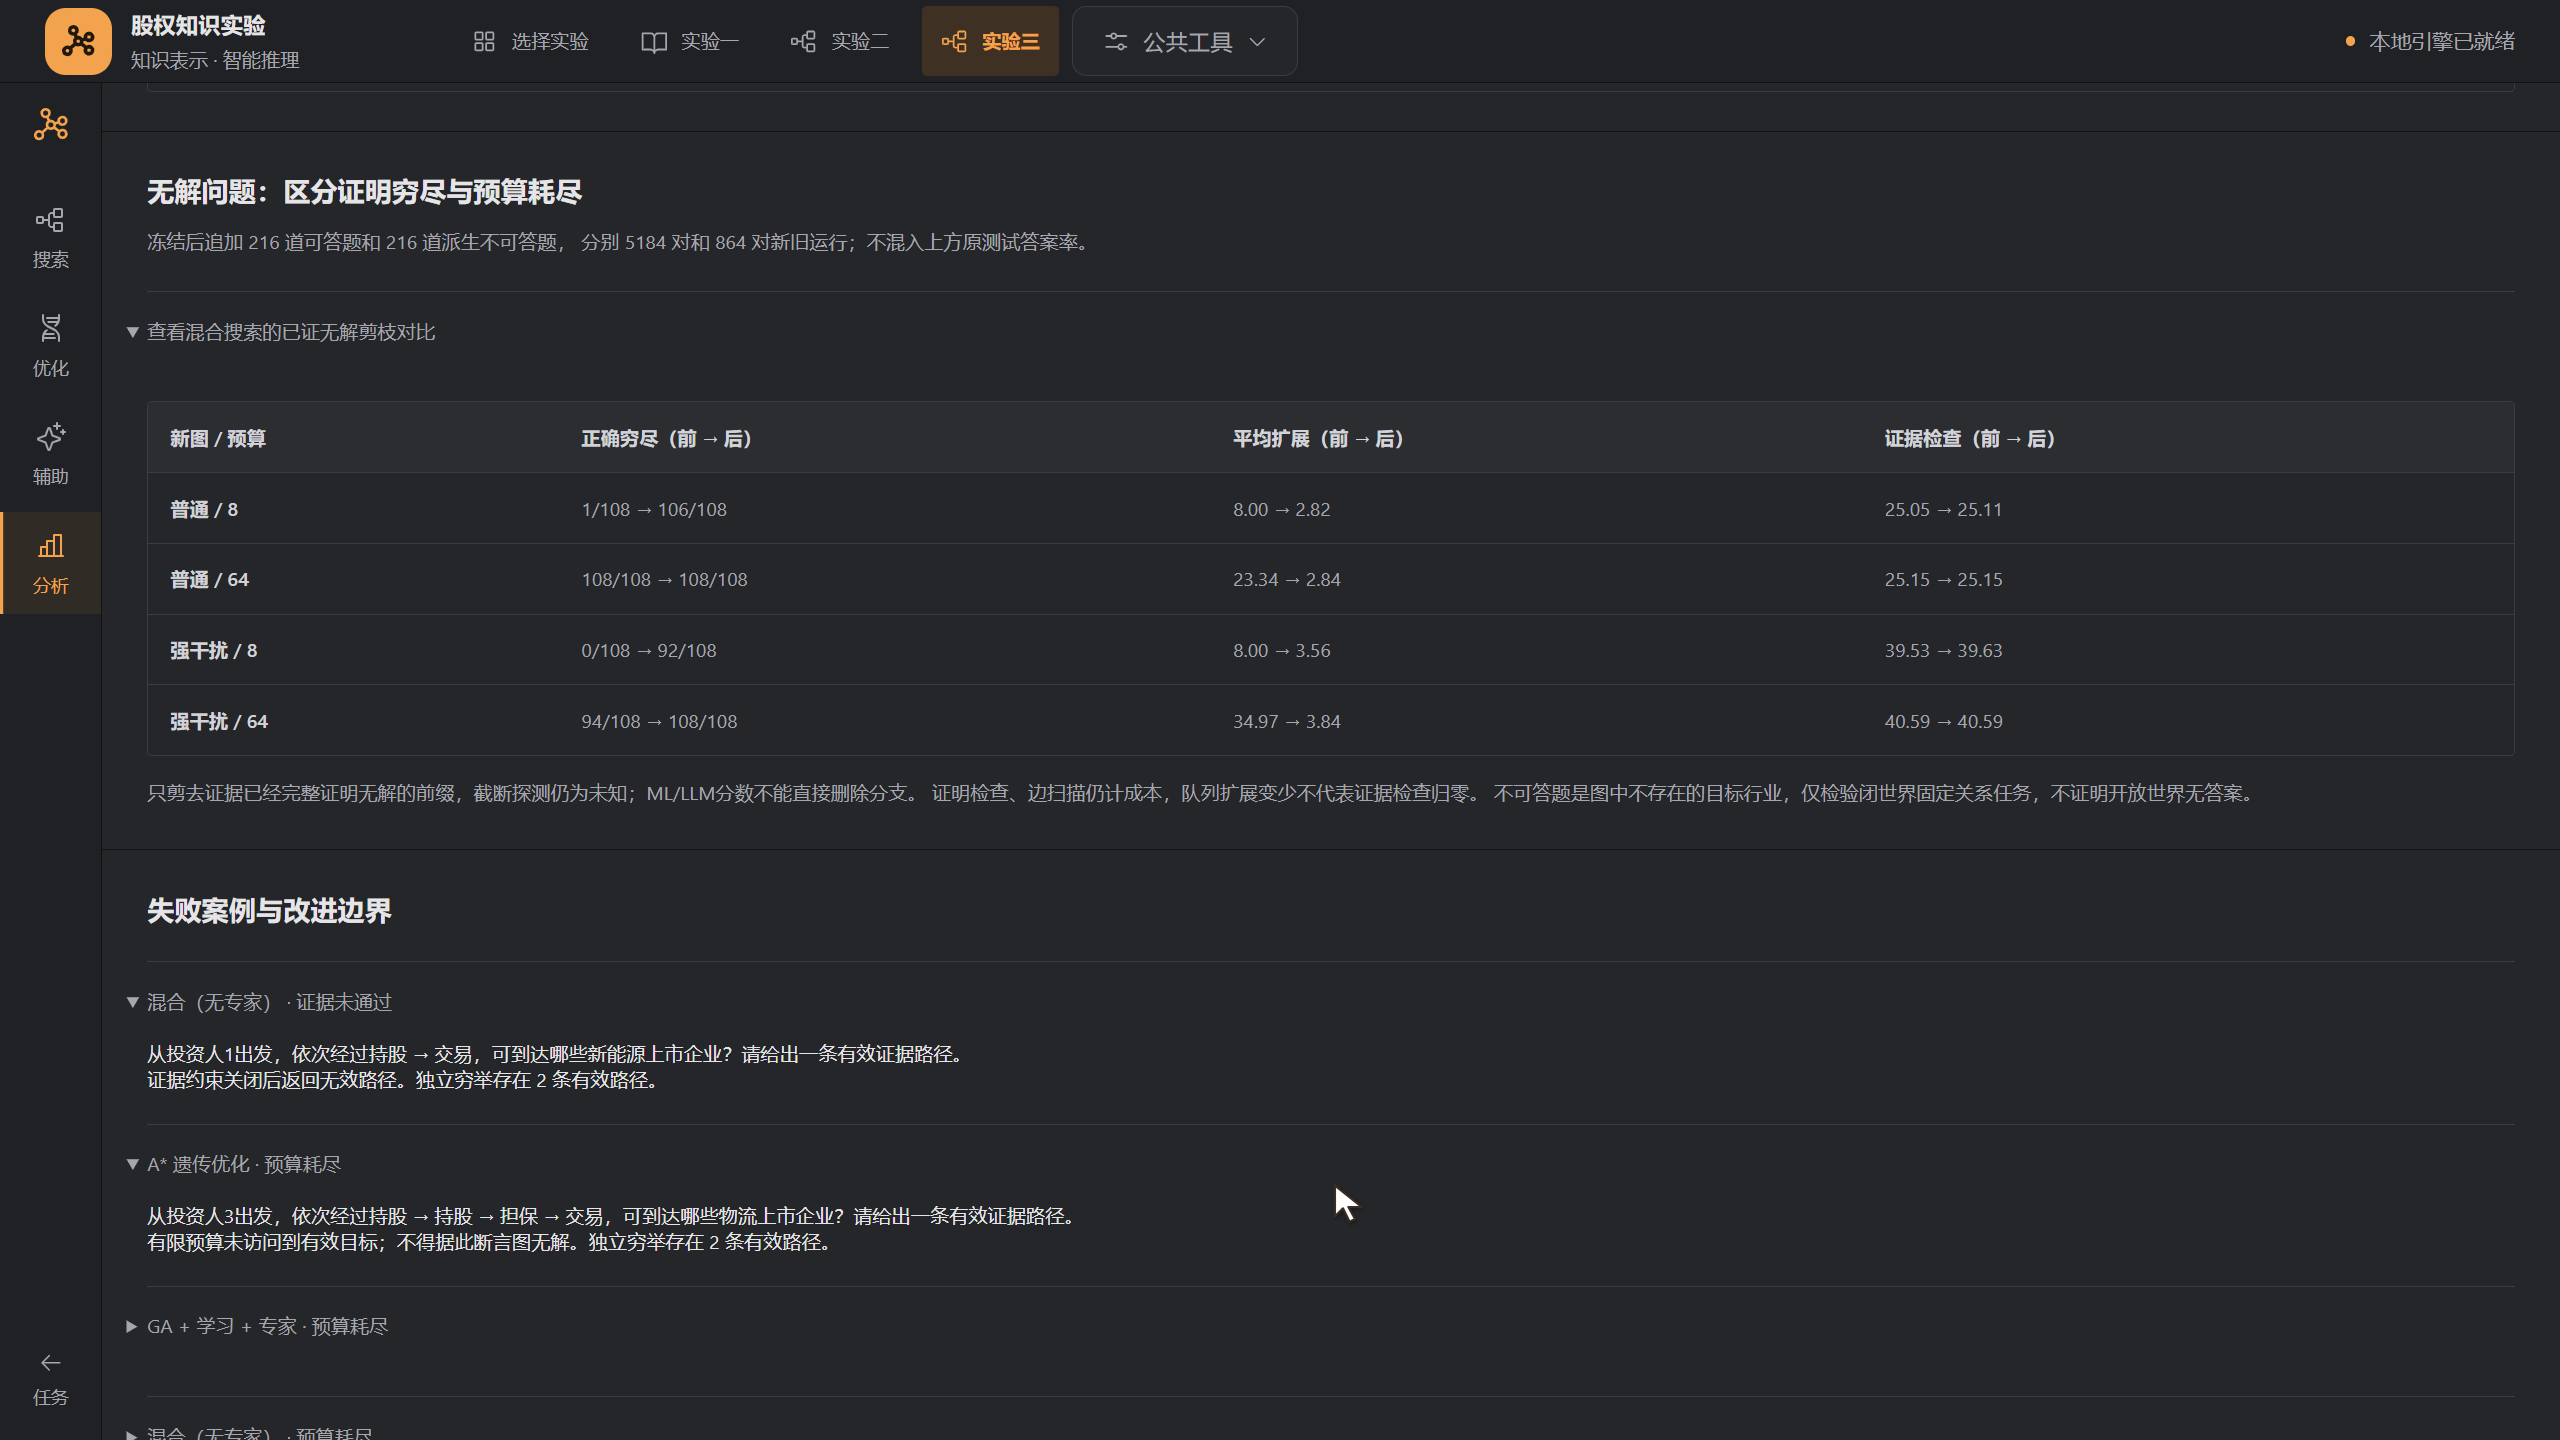 股权知识实验
知识表示 · 智能推理
选择实验
实验一
实验二
实验三
公共工具
本地引擎已就绪
搜索
优化
辅助
分析
任务
无解问题：区分证明穷尽与预算耗尽
冻结后追加 216 道可答题和 216 道派生不可答题， 分别 5184 对和 864 对新旧运行；不混入上方原测试答案率。
▼ 查看混合搜索的已证无解剪枝对比
新图 / 预算 正确穷尽（前 → 后） 平均扩展（前 → 后） 证据检查（前 → 后）
普通 / 8 1/108 → 106/108 8.00 → 2.82 25.05 → 25.11
普通 / 64 108/108 → 108/108 23.34 → 2.84 25.15 → 25.15
强干扰 / 8 0/108 → 92/108 8.00 → 3.56 39.53 → 39.63
强干扰 / 64 94/108 → 108/108 34.97 → 3.84 40.59 → 40.59
只剪去证据已经完整证明无解的前缀，截断探测仍为未知；ML/LLM分数不能直接删除分支。 证明检查、边扫描仍计成本，队列扩展变少不代表证据检查归零。 不可答题是图中不存在的目标行业，仅检验闭世界固定关系任务，不证明开放世界无答案。
失败案例与改进边界
▼ 混合（无专家） · 证据未通过
从投资人1出发，依次经过持股 → 交易，可到达哪些新能源上市企业？请给出一条有效证据路径。
证据约束关闭后返回无效路径。独立穷举存在 2 条有效路径。
▼ A* 遗传优化 · 预算耗尽
从投资人3出发，依次经过持股 → 持股 → 担保 → 交易，可到达哪些物流上市企业？请给出一条有效证据路径。
有限预算未访问到有效目标；不得据此断言图无解。独立穷举存在 2 条有效路径。
▶ GA + 学习 + 专家 · 预算耗尽
▶ 混合（无专家） · 预算耗尽